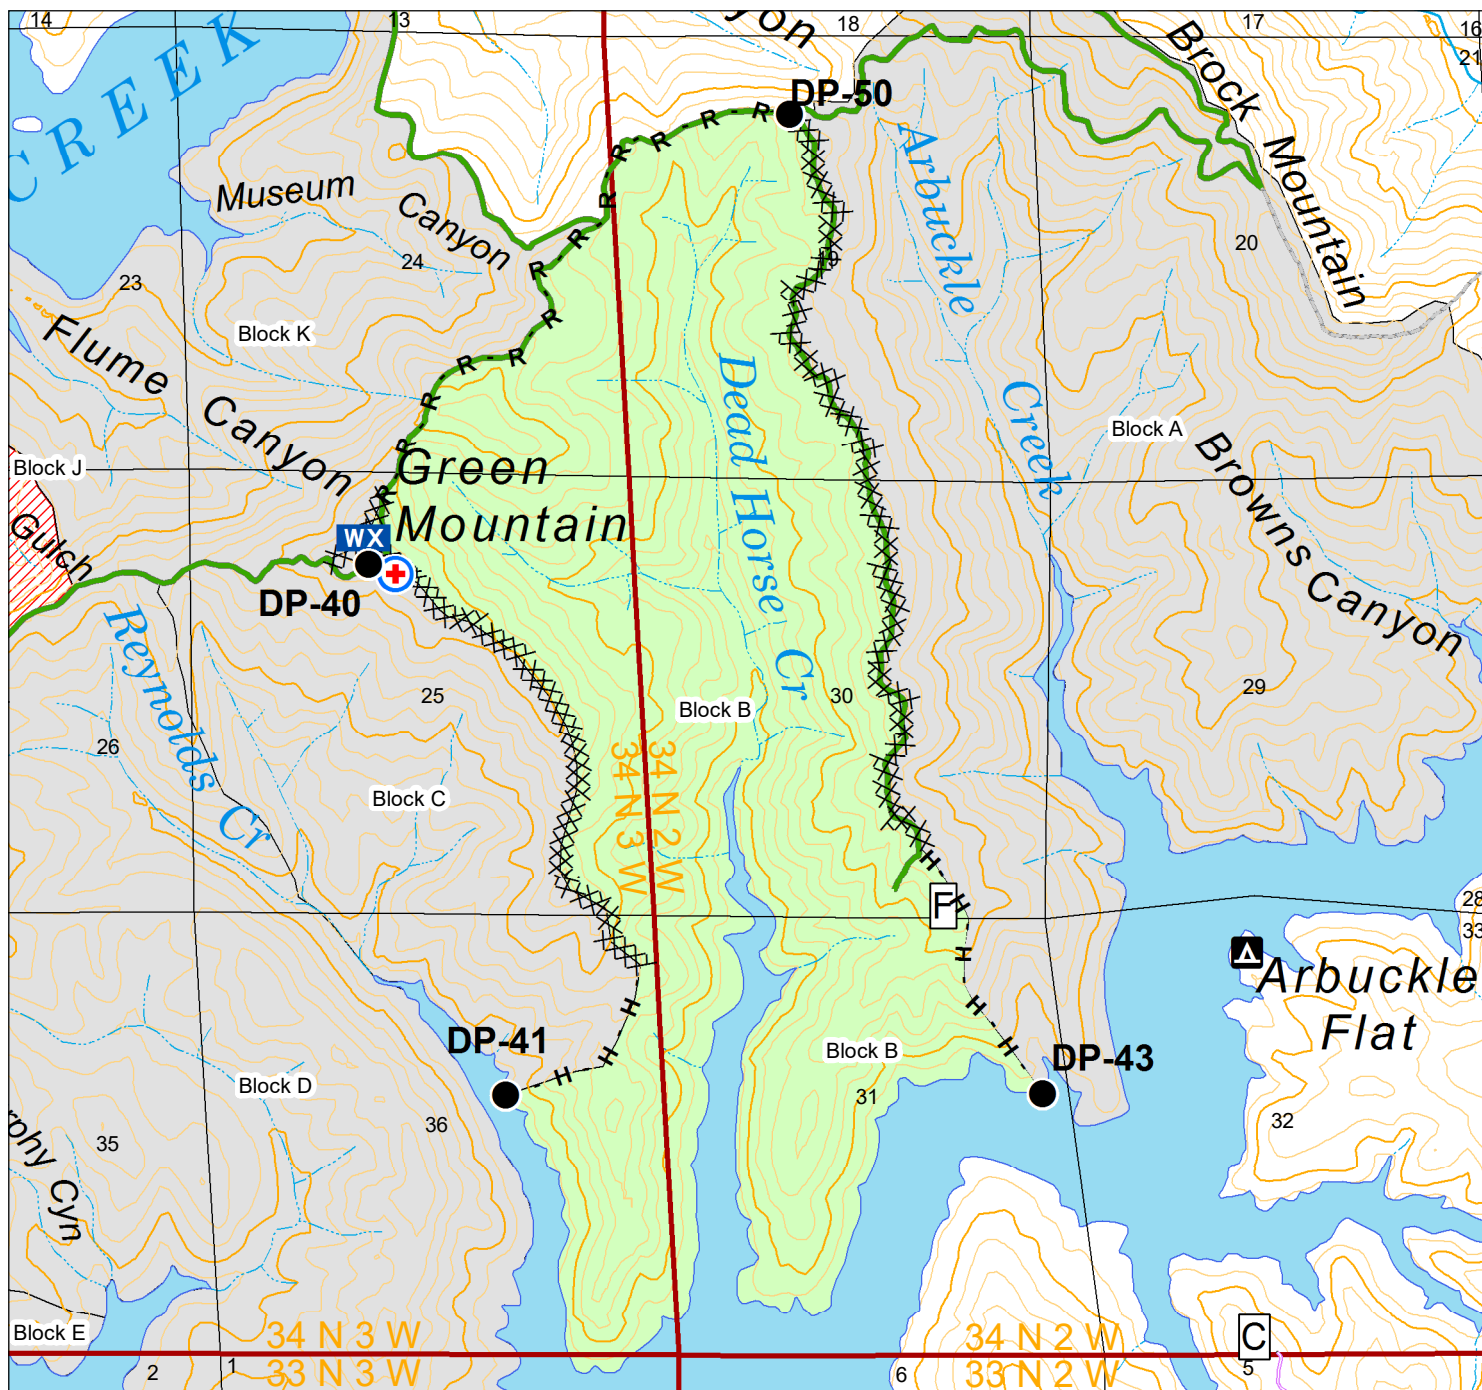 14
13
18
17
16
21
CREEK
yon
DP-50
Brock
Mountain
Arbuckle
Creek
Museum
Canyon
R R R R R R R R R R R R R R
24
23
20
Block K
Flume
Canyon
Dead Horse
Cr
Block A
Browns Canyon
Block J
Gulch
Green
Mountain
WX
DP-40
Reynolds Cr
25
26
30
29
Block B
34 N 3 W
34 N 2 W
Block C
H
F
H
28
33
H
H
H
H
H
H
Arbuckle
Flat
DP-41
DP-43
Block B
Block D
31
32
36
35
rphy Cyn
Block E
34 N 3 W
33 N 3 W
34 N 2 W
33 N 2 W
C
2
1
6
5